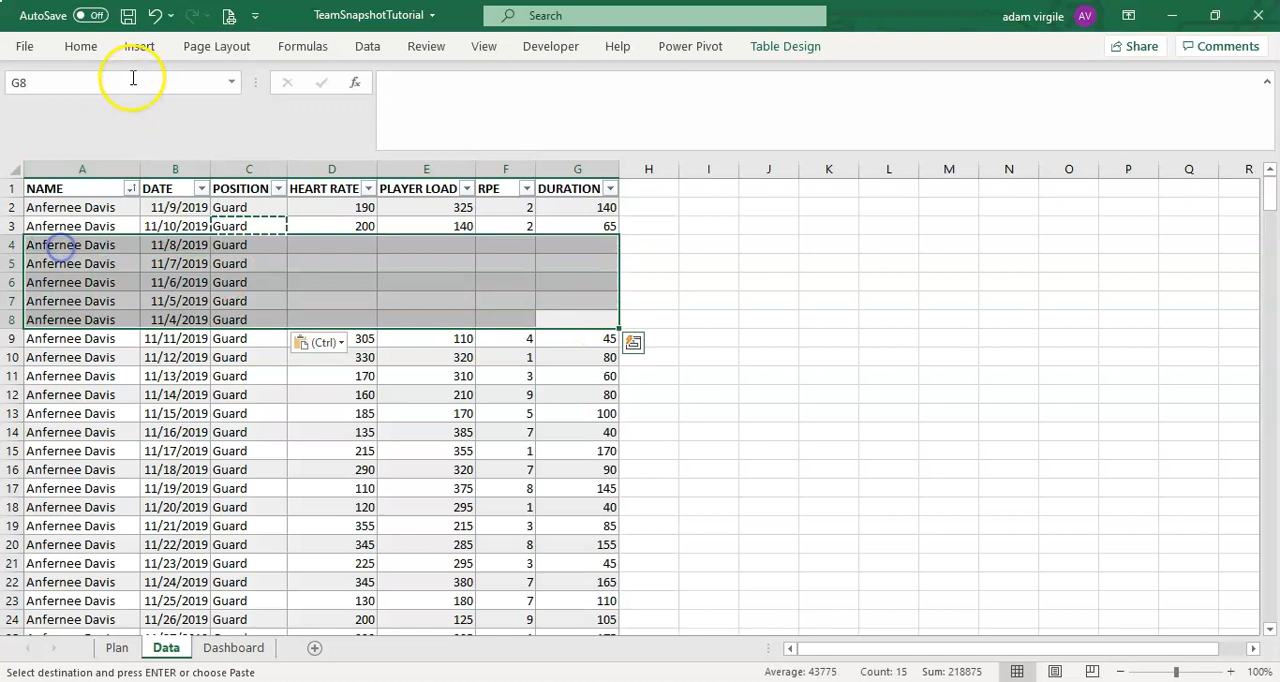 AutoSave Off TeamSnapshotTutorial Search adam virgile AV
File Home Insert Page Layout Formulas Data Review View Developer Help Power Pivot Table Design Share Comments
G8 fx
A B C D E F G H I J K L M N O P Q R
1 NAME DATE POSITION HEART RATE PLAYER LOAD RPE DURATION
2 Anfernee Davis 11/9/2019 Guard 190 325 2 140
3 Anfernee Davis 11/10/2019 Guard 200 140 2 65
4 Anfernee Davis 11/8/2019 Guard
5 Anfernee Davis 11/7/2019 Guard
6 Anfernee Davis 11/6/2019 Guard
7 Anfernee Davis 11/5/2019 Guard
8 Anfernee Davis 11/4/2019 Guard
9 Anfernee Davis 11/11/2019 Guard (Ctrl) 305 110 4 45
10 Anfernee Davis 11/12/2019 Guard 330 320 1 80
11 Anfernee Davis 11/13/2019 Guard 170 310 3 60
12 Anfernee Davis 11/14/2019 Guard 160 210 9 80
13 Anfernee Davis 11/15/2019 Guard 185 170 5 100
14 Anfernee Davis 11/16/2019 Guard 135 385 7 40
15 Anfernee Davis 11/17/2019 Guard 215 355 1 170
16 Anfernee Davis 11/18/2019 Guard 290 320 7 90
17 Anfernee Davis 11/19/2019 Guard 110 375 8 145
18 Anfernee Davis 11/20/2019 Guard 120 295 1 40
19 Anfernee Davis 11/21/2019 Guard 355 215 3 85
20 Anfernee Davis 11/22/2019 Guard 345 285 8 155
21 Anfernee Davis 11/23/2019 Guard 225 295 3 45
22 Anfernee Davis 11/24/2019 Guard 345 380 7 165
23 Anfernee Davis 11/25/2019 Guard 130 180 7 110
24 Anfernee Davis 11/26/2019 Guard 200 125 9 105
Plan Data Dashboard
Select destination and press ENTER or choose Paste Average: 43775 Count: 15 Sum: 218875 100%